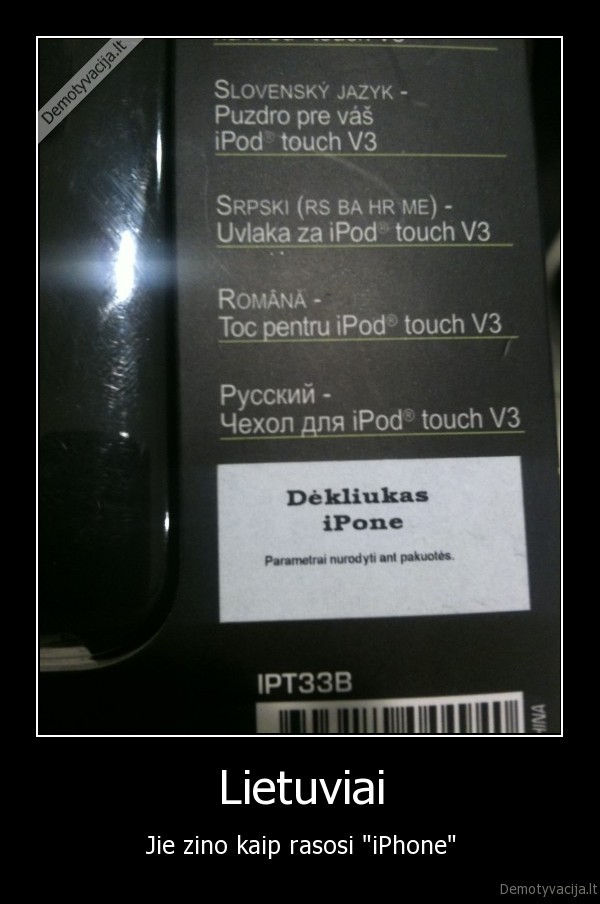 Demotyvacija.lt
SLOVENSKÝ JAZYK -
Puzdro pre váš
iPod® touch V3
SRPSKI (RS BA HR ME) -
Uvlaka za iPod® touch V3
ROMÂNĂ -
Toc pentru iPod® touch V3
Русский -
Чехол для iPod® touch V3
Dėkliukas
iPone
Parametrai nurodyti ant pakuotės.
IPT33B
Lietuviai
Jie zino kaip rasosi "iPhone"
Demotyvacija.lt